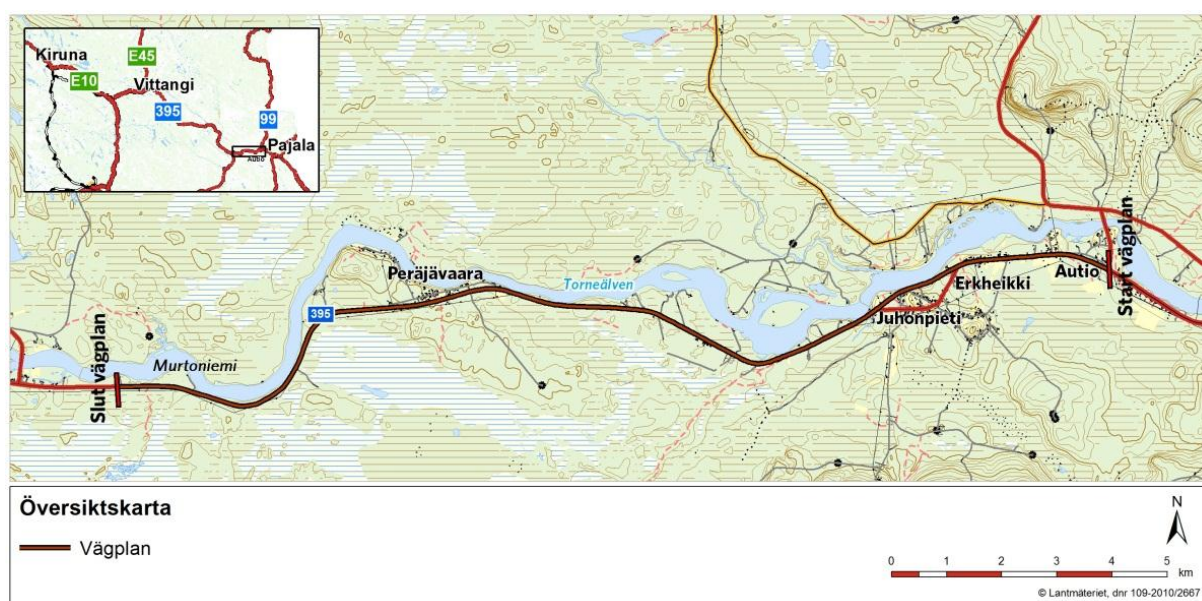 Kiruna
E45
E10
Vittangi
395
99
Pajala
Autio
Peräjävaara
Torneälven
395
Murtoniemi
Slut vägplan
Juhonpieti
Erkheikki
Autio
Start vägplan
Översiktskarta
Vägplan
N
0 1 2 3 4 5
km
© Lantmäteriet, dnr 109-2010/2667